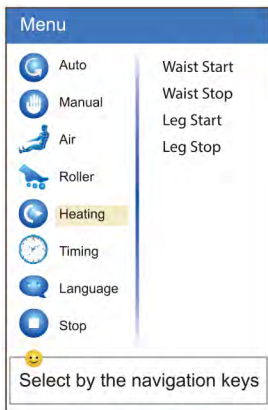 Menu
Auto
Manual
Air
Roller
Heating
Timing
Language
Stop
Waist Start
Waist Stop
Leg Start
Leg Stop
Select by the navigation keys